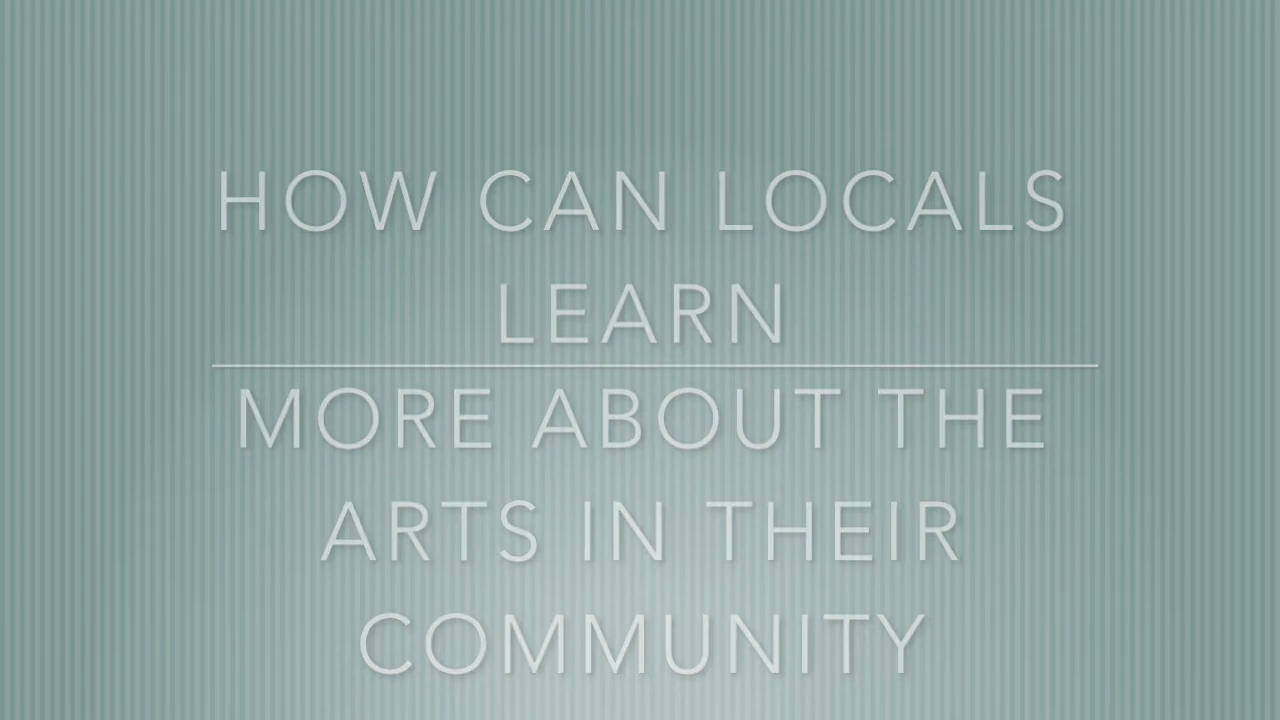 HOW CAN LOCALS
LEARN
MORE ABOUT THE
ARTS IN THEIR
COMMUNITY